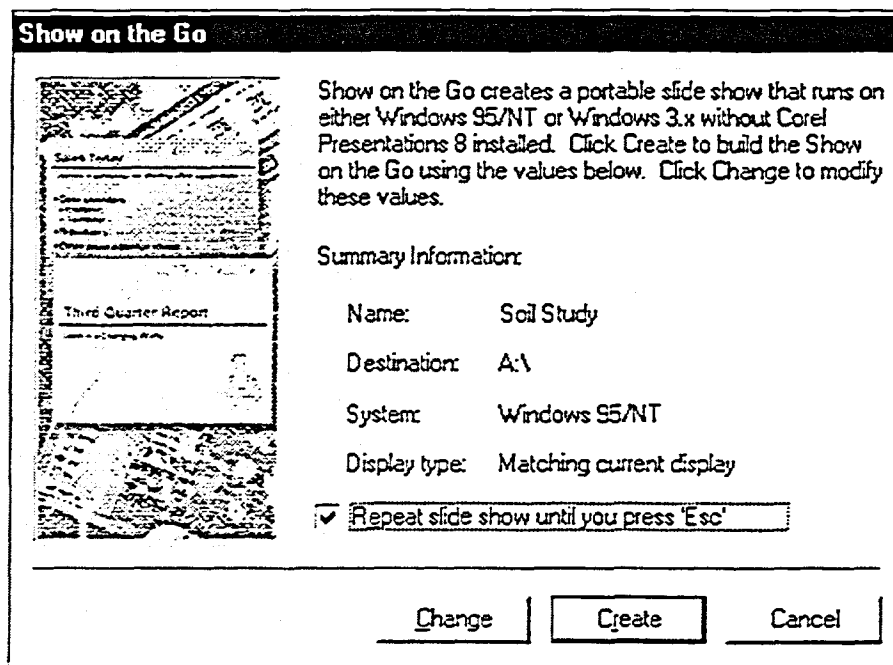 Show on the Go
Show on the Go creates a portable slide show that runs on
either Windows 95/NT or Windows 3.x without Corel
Presentations 8 installed. Click Create to build the Show
on the Go using the values below. Click Change to modify
these values.
Summary Information:
Name: Soil Study
Destination: A:\
System: Windows 95/NT
Display type: Matching current display
Repeat slide show until you press 'Esc'
Sales Today
Third Quarter Report
Change Create Cancel